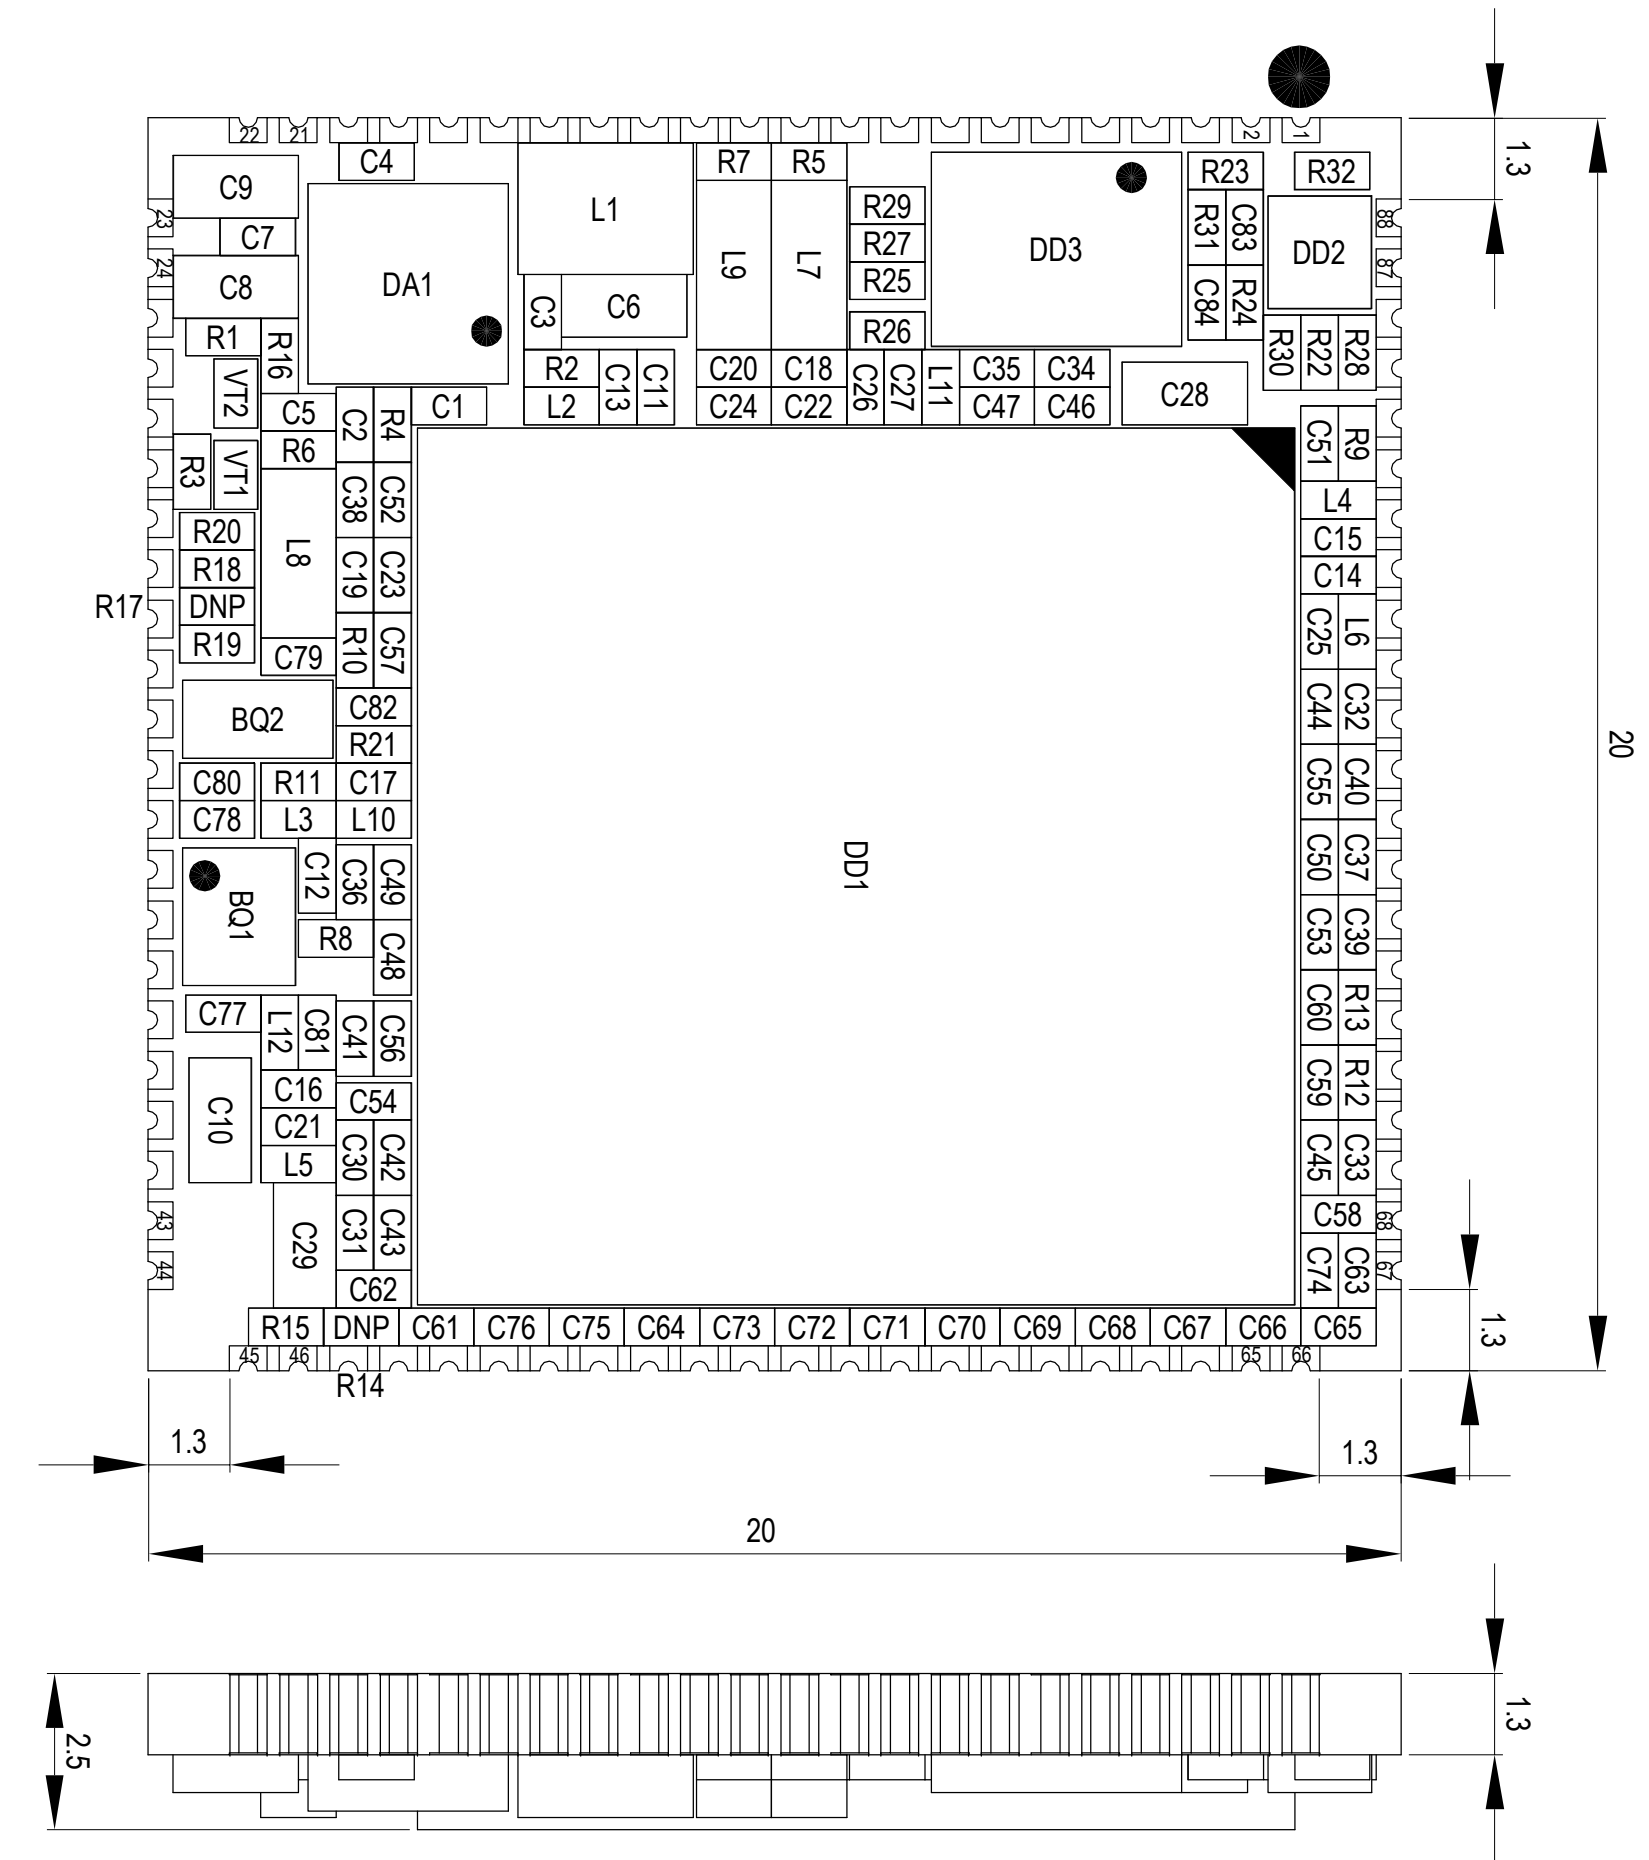 22 21 2 1
C4 R7 R5 R23 R32 1.3
C9 L1 R29 R31 C83 88
23 C7 R27 DD3 DD2 87
24 C8 DA1 L9 L7 R25 C84 R24
C3 C6 R26
R1 R16 R30 R22 R28
VT2 R2 C13 C11 C20 C18 C26 C27 L11 C35 C34 C28
C5 C2 R4 C1 L2 C24 C22 C47 C46
R3 VT1 R6 C51 R9
C38 C52 L4
R20 L8 C15
R18 C19 C23 C14
R17 DNP C25 L6
R19 C79 R10 C57
BQ2 C82 C44 C32 20
R21
C80 R11 C17 C55 C40
C78 L3 L10
C12 C36 C49 DD1 C50 C37
BQ1 R8 C48 C53 C39
C77 L12 C81 C41 C56 C60 R13
C10 C16 C54 C59 R12
C21 C30 C42 C45 C33
L5
43 C29 C31 C43 C58 68
44 C62 C74 C63 67
R15 DNP C61 C76 C75 C64 C73 C72 C71 C70 C69 C68 C67 C66 C65 1.3
45 46 65 66
R14
1.3 1.3
20
2.5 1.3